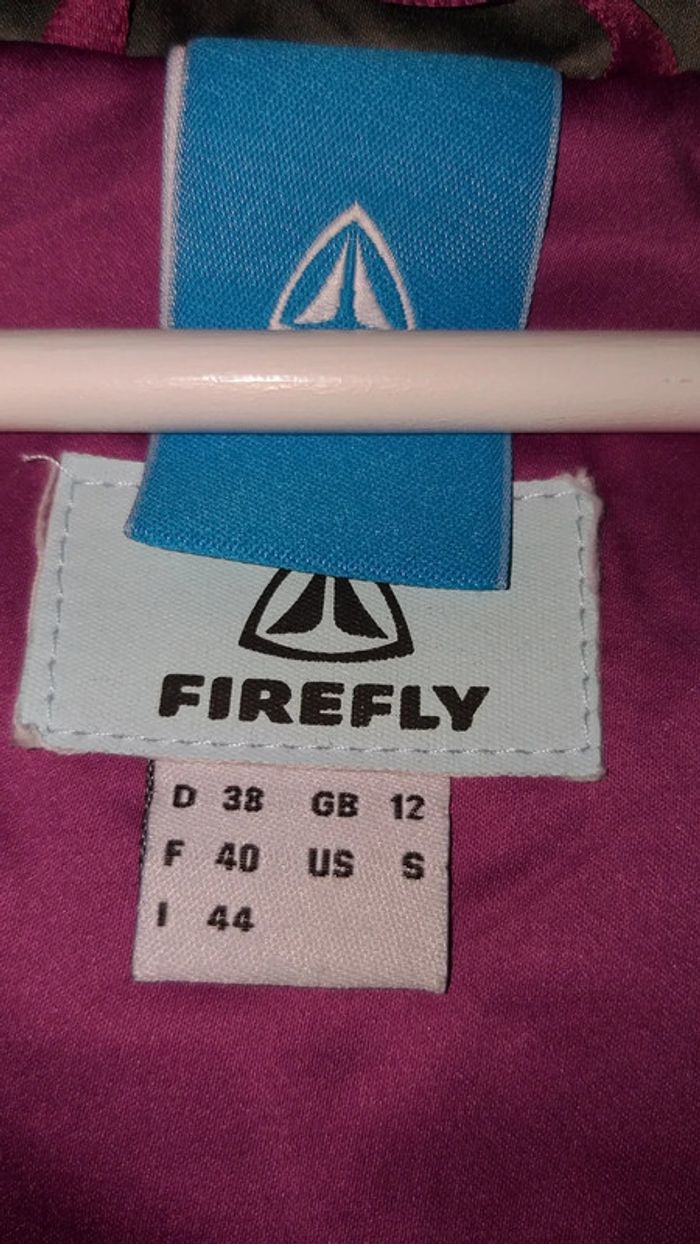 FIREFLY
D 38 GB 12
F 40 US S
I 44